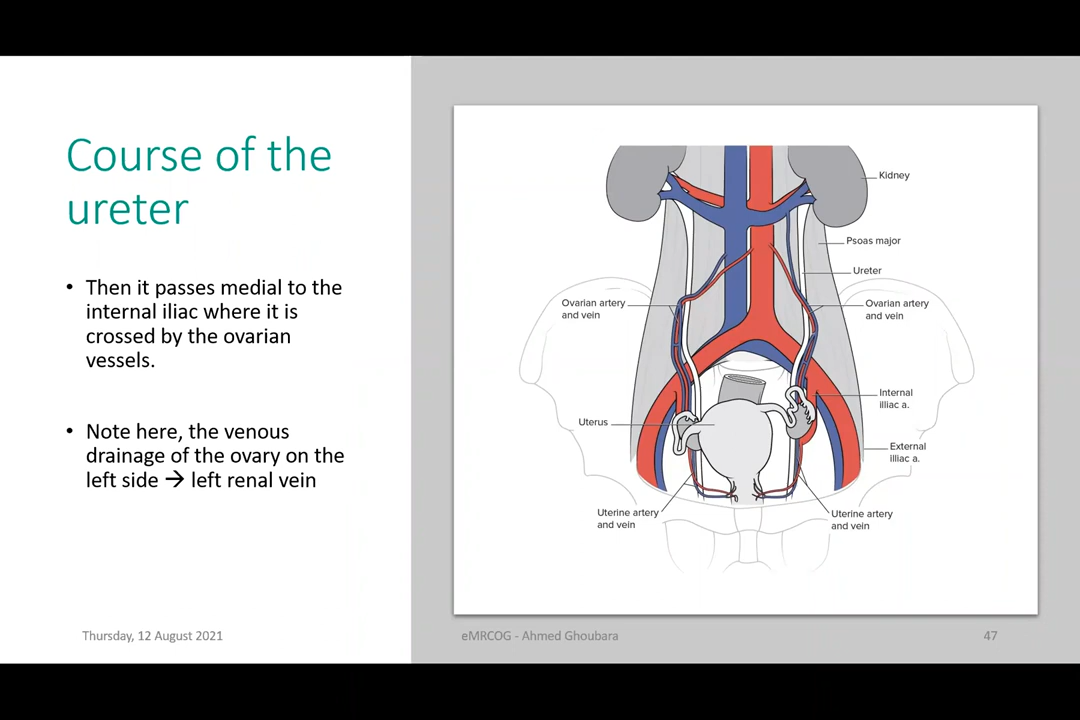 Course of the
ureter
• Then it passes medial to the
internal iliac where it is
crossed by the ovarian
vessels.
• Note here, the venous
drainage of the ovary on the
left side → left renal vein
Kidney
Psoas major
Ureter
Ovarian artery
and vein
Ovarian artery
and vein
Internal
illiac a.
Uterus
External
illiac a.
Uterine artery
and vein
Uterine artery
and vein
Thursday, 12 August 2021
eMRCOG - Ahmed Ghoubara
47